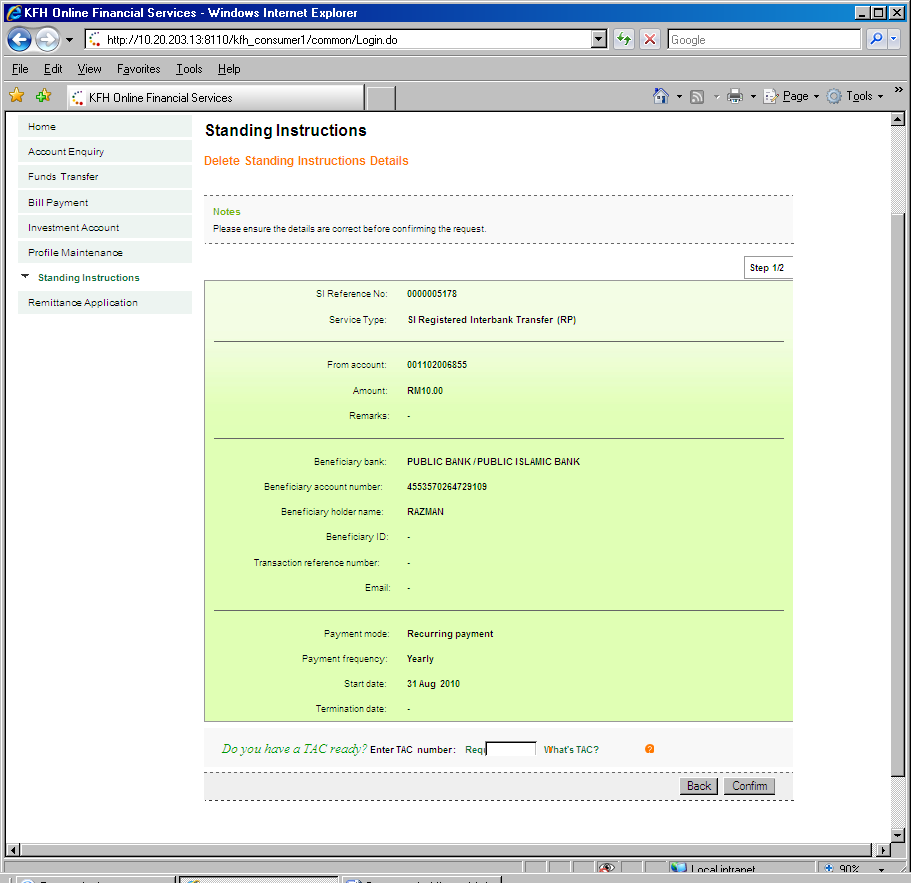 KFH Online Financial Services - Windows Internet Explorer
http://10.20.203.13:8110/kfh_consumer1/common/Login.do
Google
File Edit View Favorites Tools Help
KFH Online Financial Services
Page Tools »
Home
Account Enquiry
Funds Transfer
Bill Payment
Investment Account
Profile Maintenance
Standing Instructions
Remittance Application
Standing Instructions
Delete Standing Instructions Details
Notes
Please ensure the details are correct before confirming the request.
Step 1/2
SI Reference No: 0000005178
Service Type: SI Registered Interbank Transfer (RP)
From account: 001102006855
Amount: RM10.00
Remarks: -
Beneficiary bank: PUBLIC BANK / PUBLIC ISLAMIC BANK
Beneficiary account number: 4553570264729109
Beneficiary holder name: RAZMAN
Beneficiary ID: -
Transaction reference number: -
Email: -
Payment mode: Recurring payment
Payment frequency: Yearly
Start date: 31 Aug 2010
Termination date: -
Do you have a TAC ready? Enter TAC number: What's TAC? ?
Back Confirm
Local intranet 90%